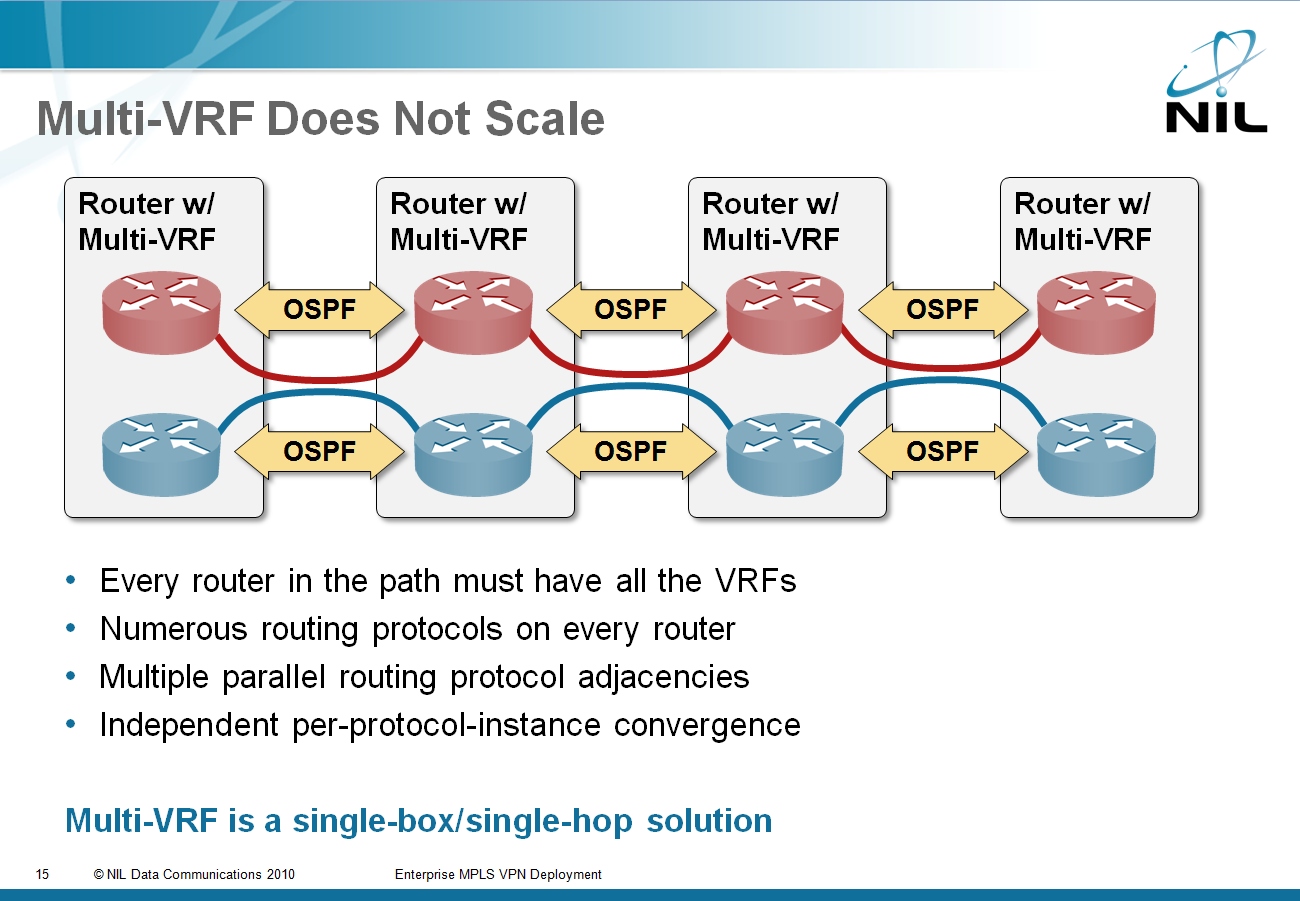 NIL
Multi-VRF Does Not Scale
Router w/
Multi-VRF
Router w/
Multi-VRF
Router w/
Multi-VRF
Router w/
Multi-VRF
OSPF
OSPF
OSPF
OSPF
OSPF
OSPF
• Every router in the path must have all the VRFs
• Numerous routing protocols on every router
• Multiple parallel routing protocol adjacencies
• Independent per-protocol-instance convergence
Multi-VRF is a single-box/single-hop solution
15 © NIL Data Communications 2010 Enterprise MPLS VPN Deployment